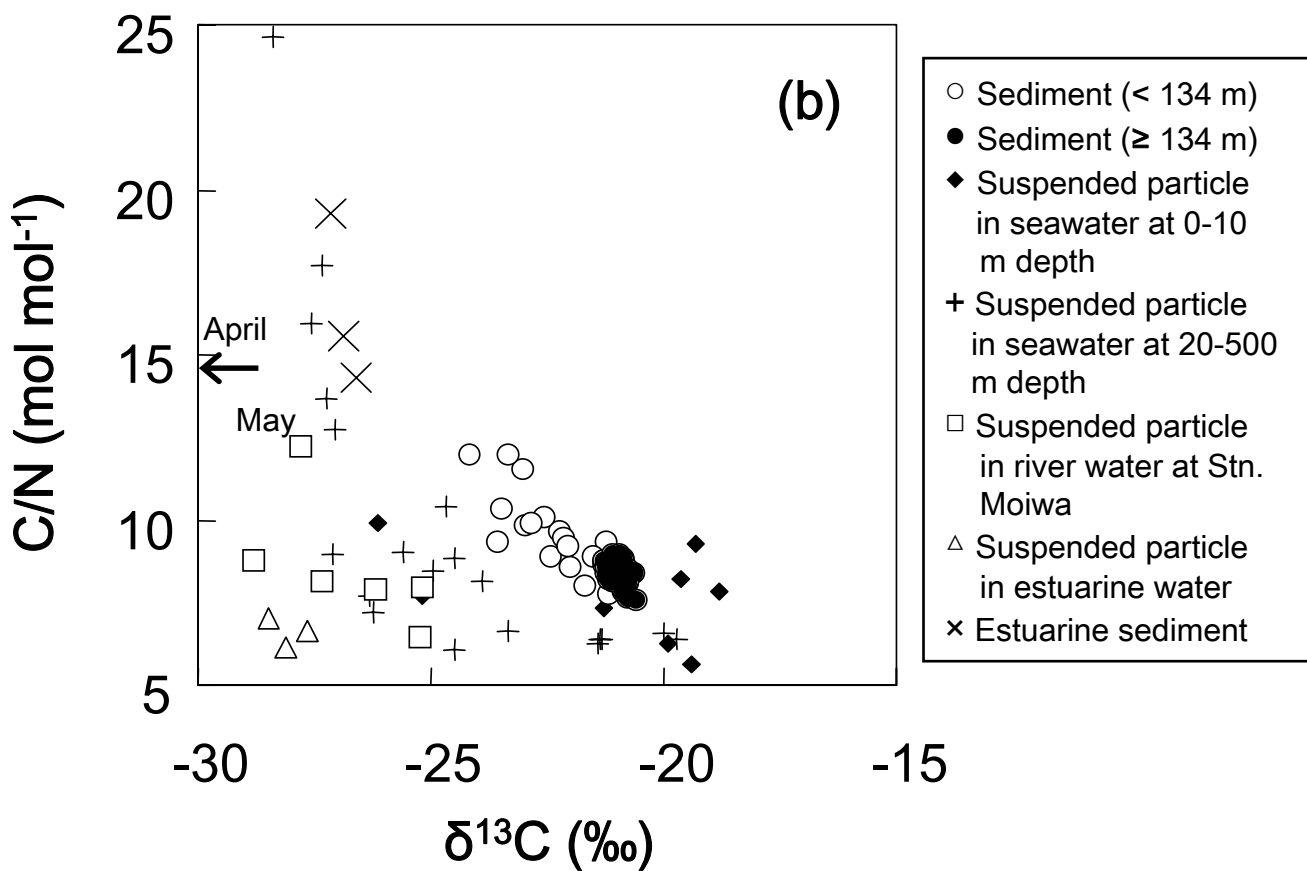 (b)
25
20
15
10
5
C/N (mol mol-1)
April
May
-30 -25 -20 -15
δ13C (‰)
Sediment (< 134 m)
Sediment (≥ 134 m)
Suspended particle
in seawater at 0-10
m depth
Suspended particle
in seawater at 20-500
m depth
Suspended particle
in river water at Stn.
Moiwa
Suspended particle
in estuarine water
Estuarine sediment